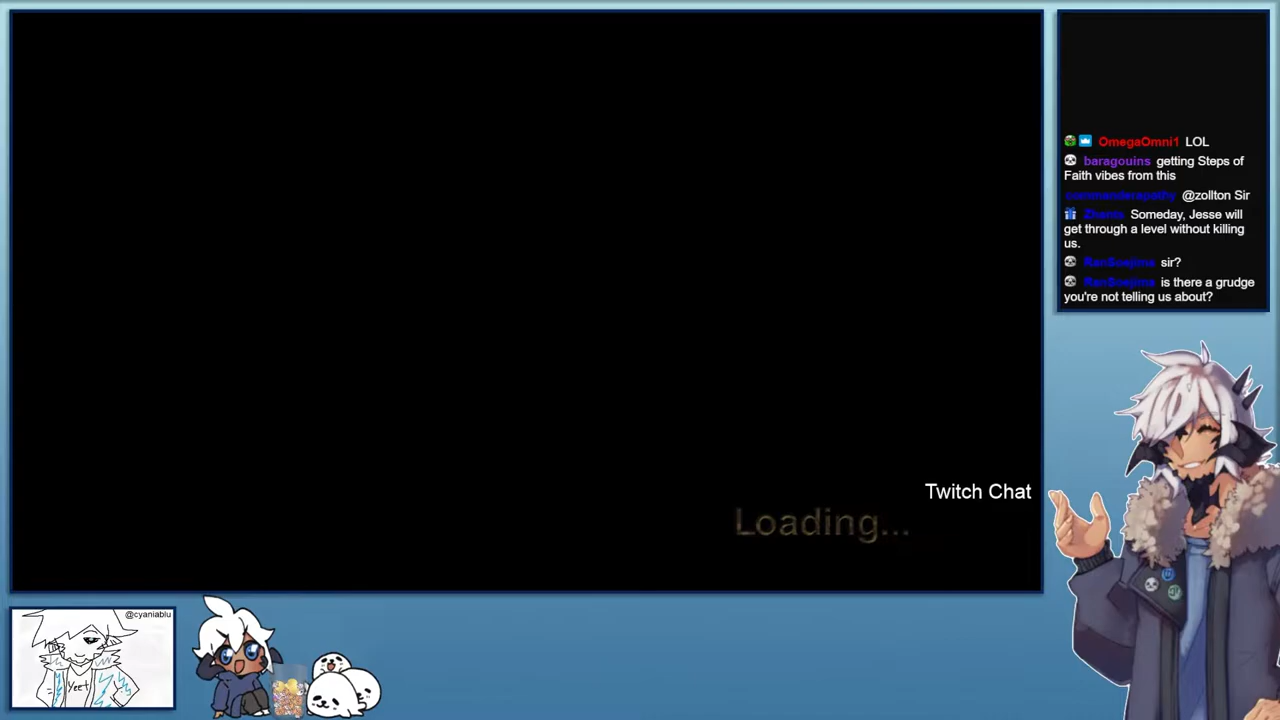 OmegaOmni1 LOL
baragouins getting Steps of
Faith vibes from this
@zollton Sir
Someday, Jesse will
get through a level without killing
us.
sir?
is there a grudge
you're not telling us about?
Twitch Chat
Loading...
@cyaniablu
Yeet